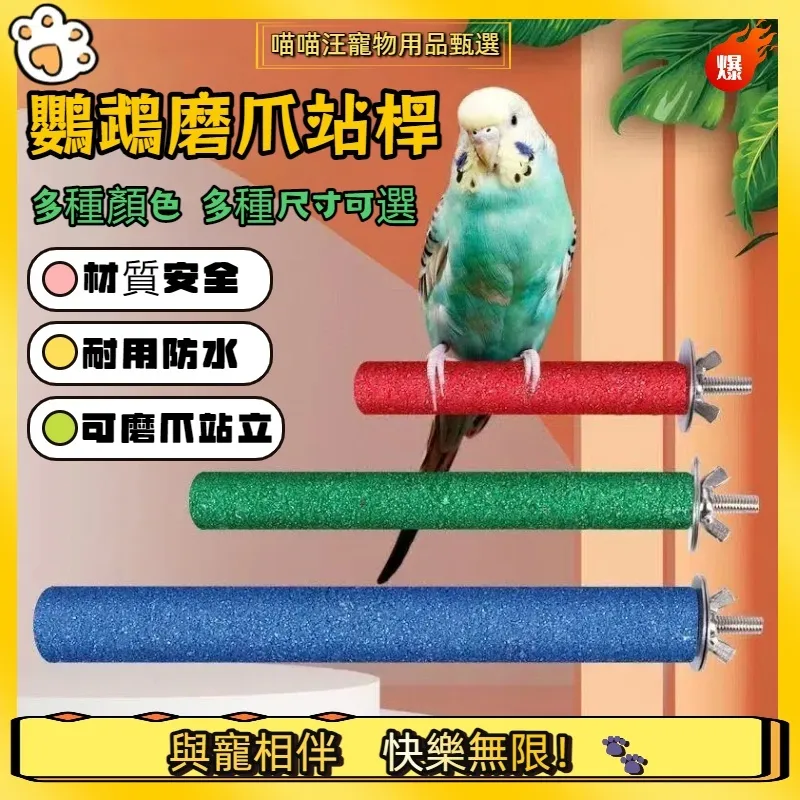 喵喵汪寵物用品甄選
爆
鸚鵡磨爪站桿
多種顏色 多種尺寸可選
材質安全
耐用防水
可磨爪站立
與寵相伴 快樂無限!